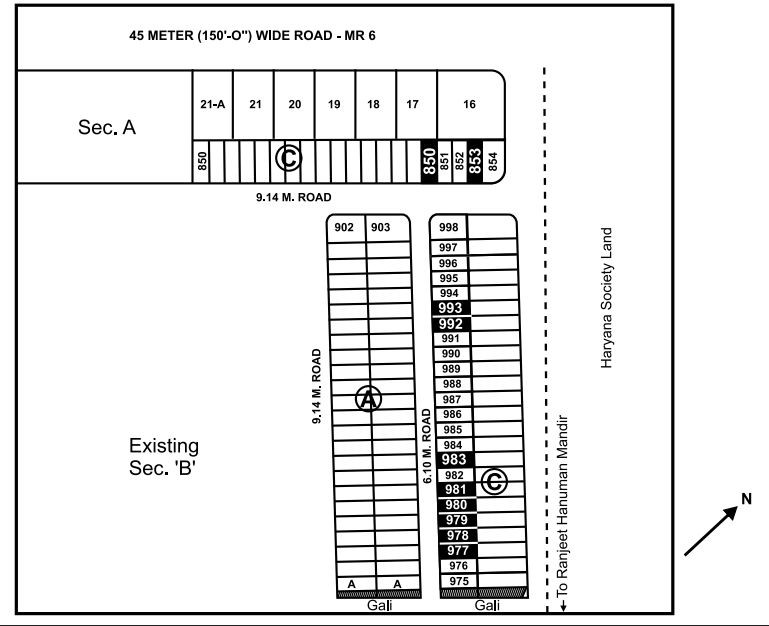 45 METER (150'-O") WIDE ROAD - MR 6
Sec. A
21-A 21 20 19 18 17 16
850 C 850 851 852 853 854
9.14 M. ROAD
902 903
998
997
996
995
994
993
992
991
990
989
988
987
986
985
984
983
982
981
980
979
978
977
976
975
9.14 M. ROAD
A
6.10 M. ROAD
C
A A
Gali Gali
Existing
Sec. 'B'
Haryana Society Land
To Ranjeet Hanuman Mandir
N